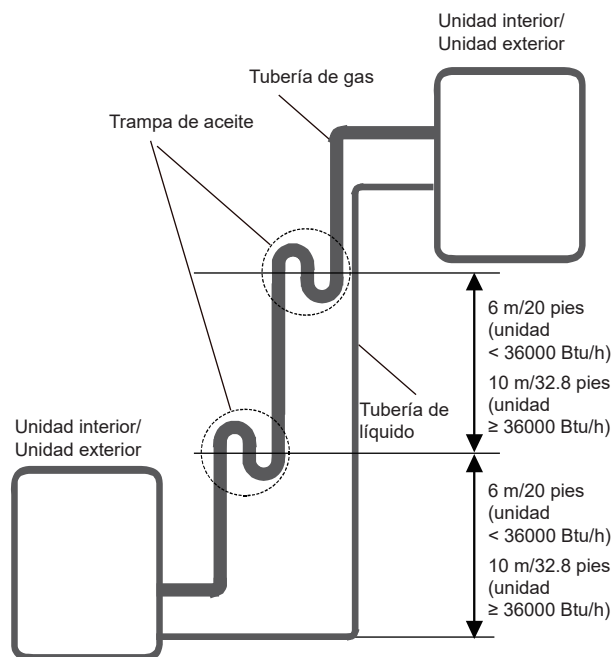 Unidad interior/
Unidad exterior
Tubería de gas
Trampa de aceite
6 m/20 pies
(unidad
< 36000 Btu/h)
10 m/32.8 pies
(unidad
≥ 36000 Btu/h)
Tubería de
líquido
Unidad interior/
Unidad exterior
6 m/20 pies
(unidad
< 36000 Btu/h)
10 m/32.8 pies
(unidad
≥ 36000 Btu/h)